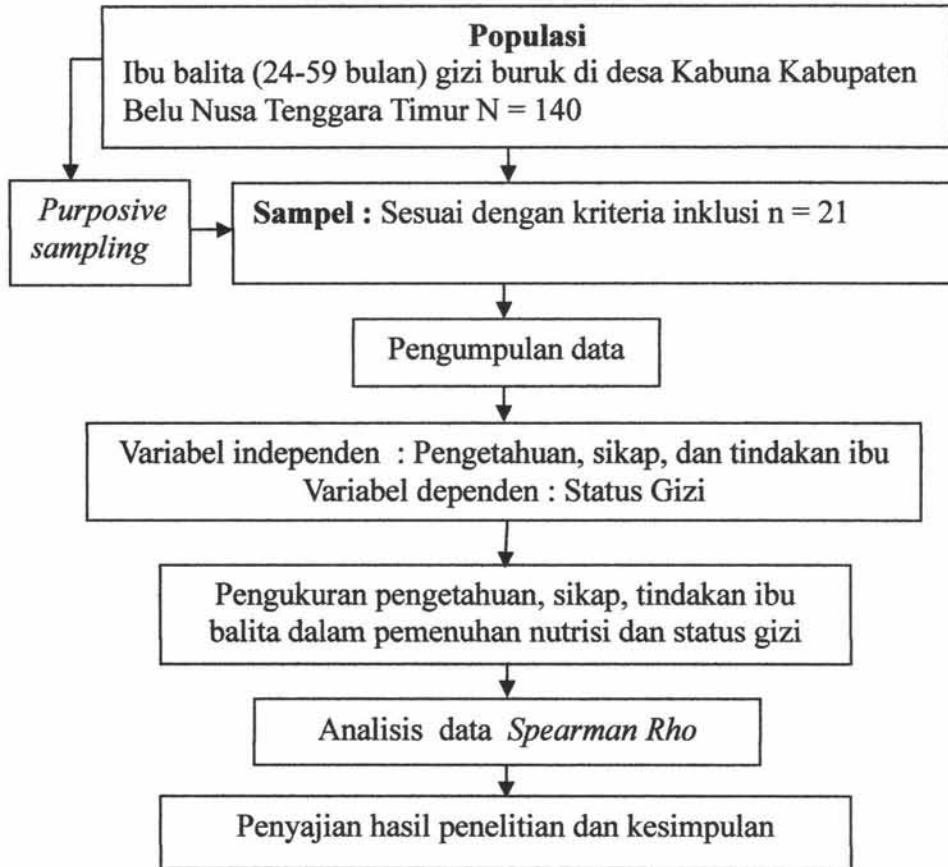 Populasi
Ibu balita (24-59 bulan) gizi buruk di desa Kabuna Kabupaten
Belu Nusa Tenggara Timur N = 140
Purposive
sampling
Sampel : Sesuai dengan kriteria inklusi n = 21
Pengumpulan data
Variabel independen : Pengetahuan, sikap, dan tindakan ibu
Variabel dependen : Status Gizi
Pengukuran pengetahuan, sikap, tindakan ibu
balita dalam pemenuhan nutrisi dan status gizi
Analisis data Spearman Rho
Penyajian hasil penelitian dan kesimpulan